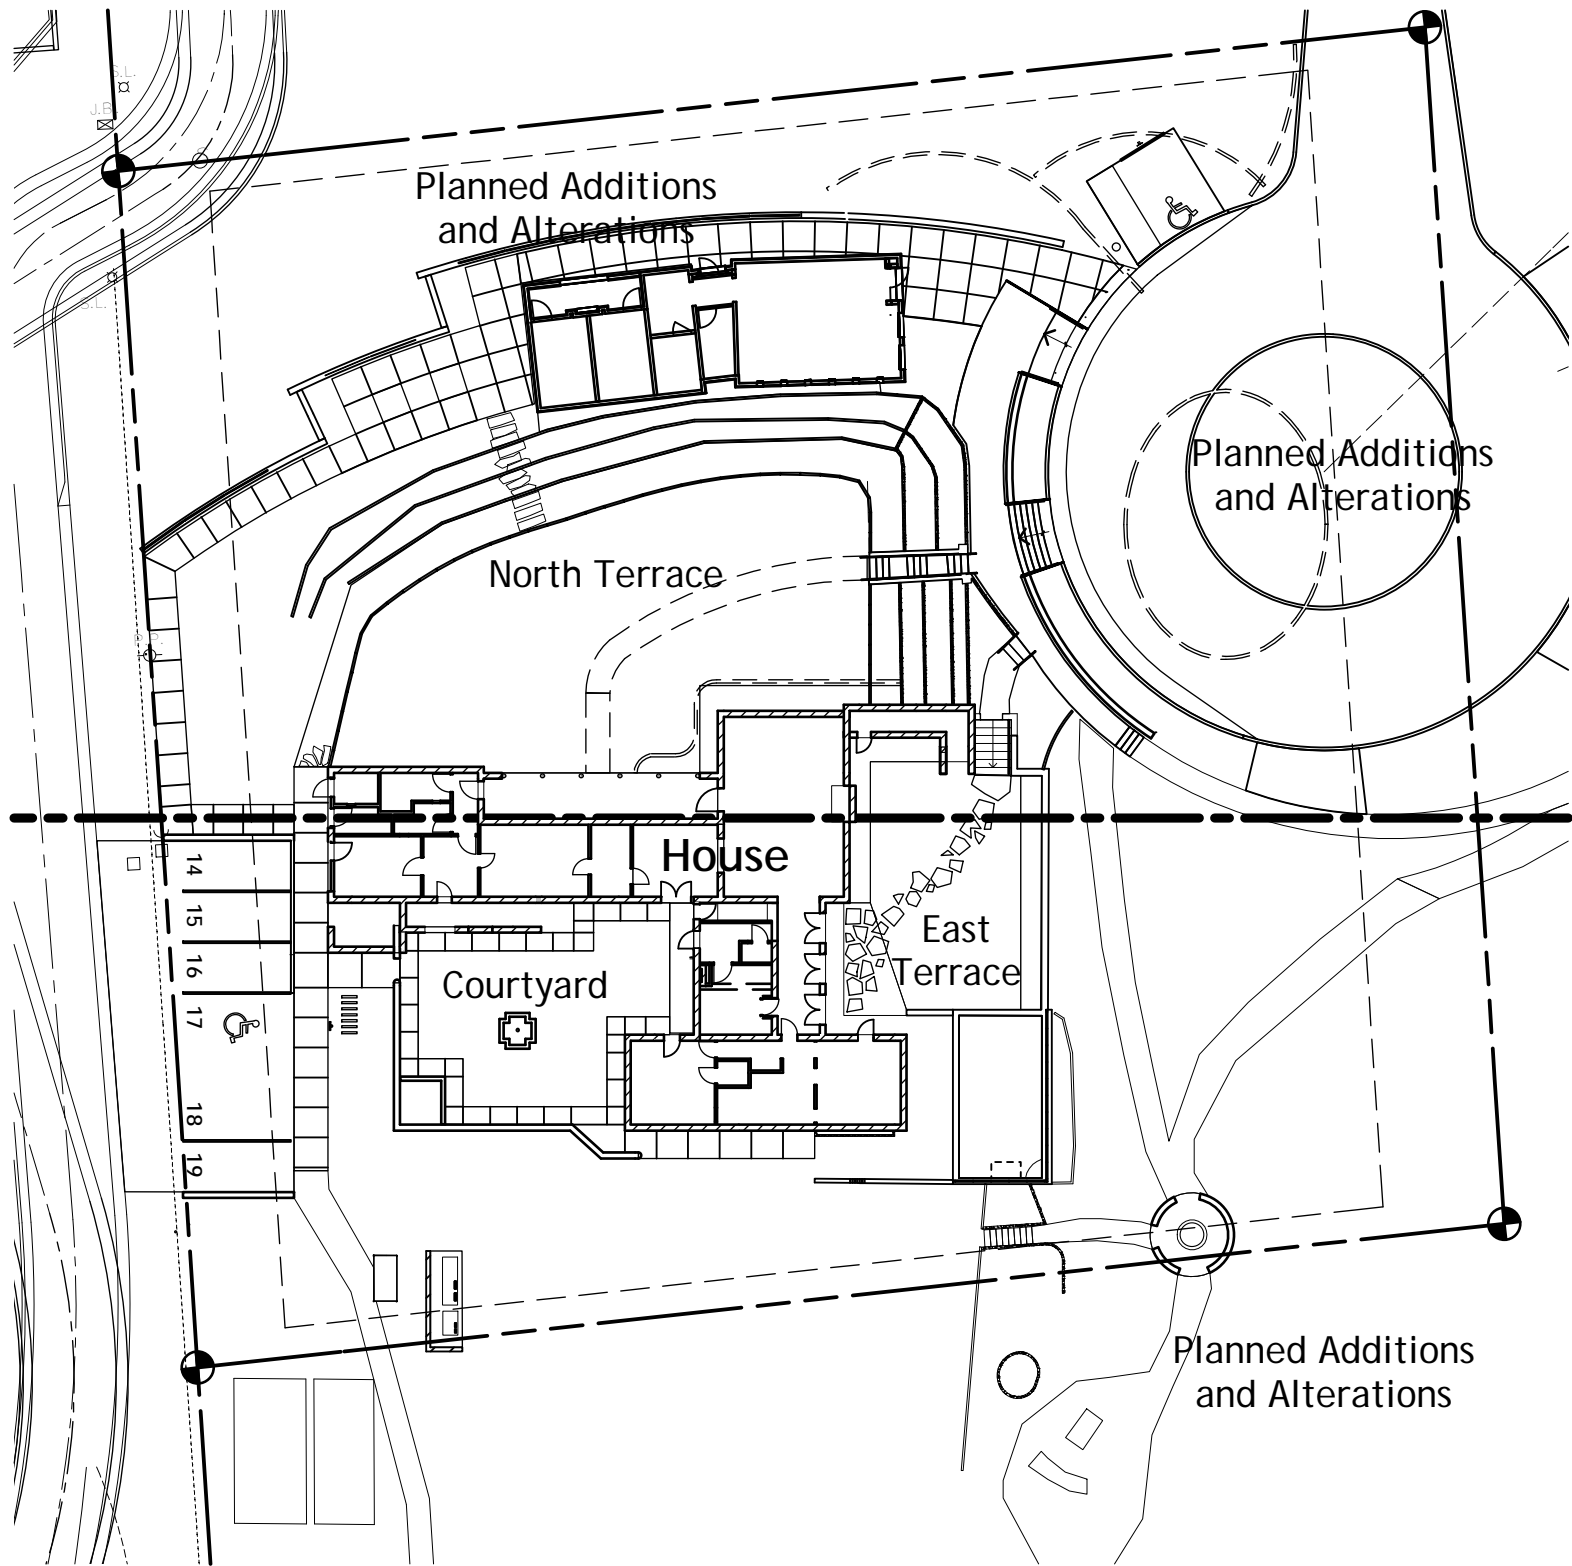 S.L.
J.B.
Planned Additions
and Alterations
S.L.
Planned Additions
and Alterations
North Terrace
House
14
15
16
17
18
19
East
Terrace
Courtyard
Planned Additions
and Alterations